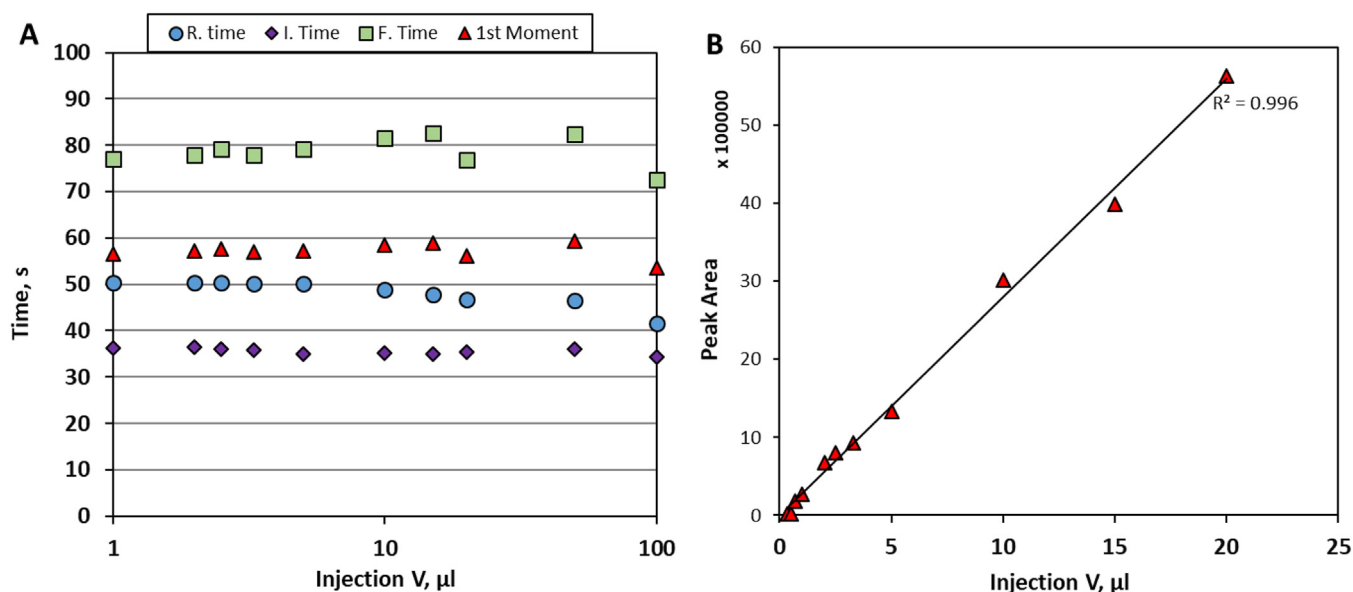 A
R. time I. Time F. Time 1st Moment
100
90
80
70
60
50
40
30
20
10
0
Time, s
1 10 100
Injection V, µl
B
60
50
40
30
20
10
0
x 100000
Peak Area
R² = 0.996
0 5 10 15 20 25
Injection V, µl